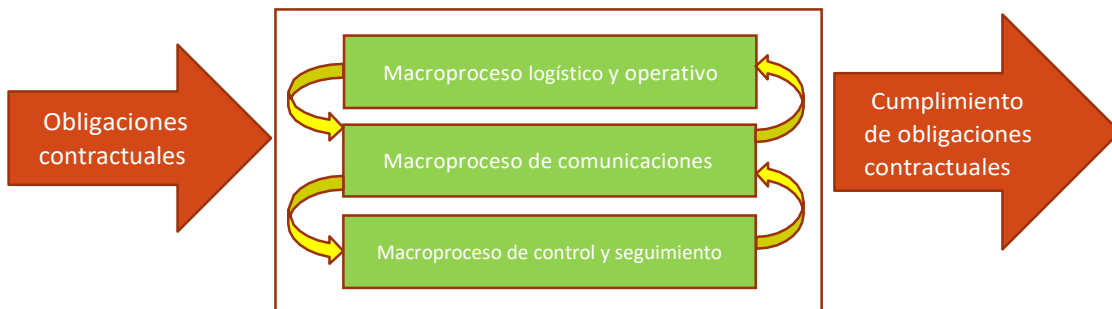 Obligaciones
contractuales
Macroproceso logístico y operativo
Macroproceso de comunicaciones
Macroproceso de control y seguimiento
Cumplimiento
de obligaciones
contractuales